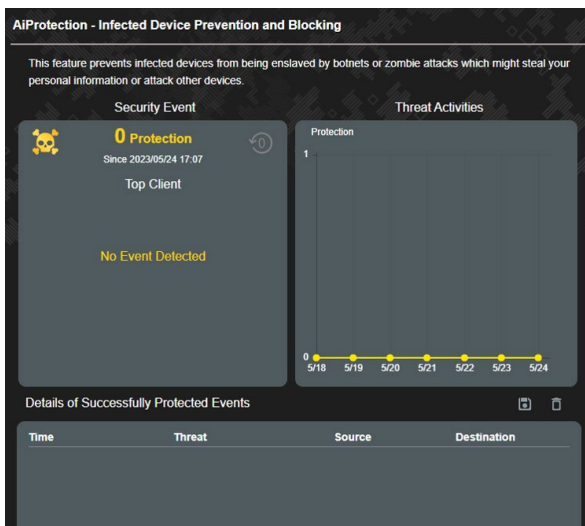 AiProtection - Infected Device Prevention and Blocking
This feature prevents infected devices from being enslaved by botnets or zombie attacks which might steal your
personal information or attack other devices.
Security Event
0 Protection
0
Since 2023/05/24 17:07
Top Client
No Event Detected
Threat Activities
Protection
1
0
5/18 5/19 5/20 5/21 5/22 5/23 5/24
Details of Successfully Protected Events
Time Threat Source Destination